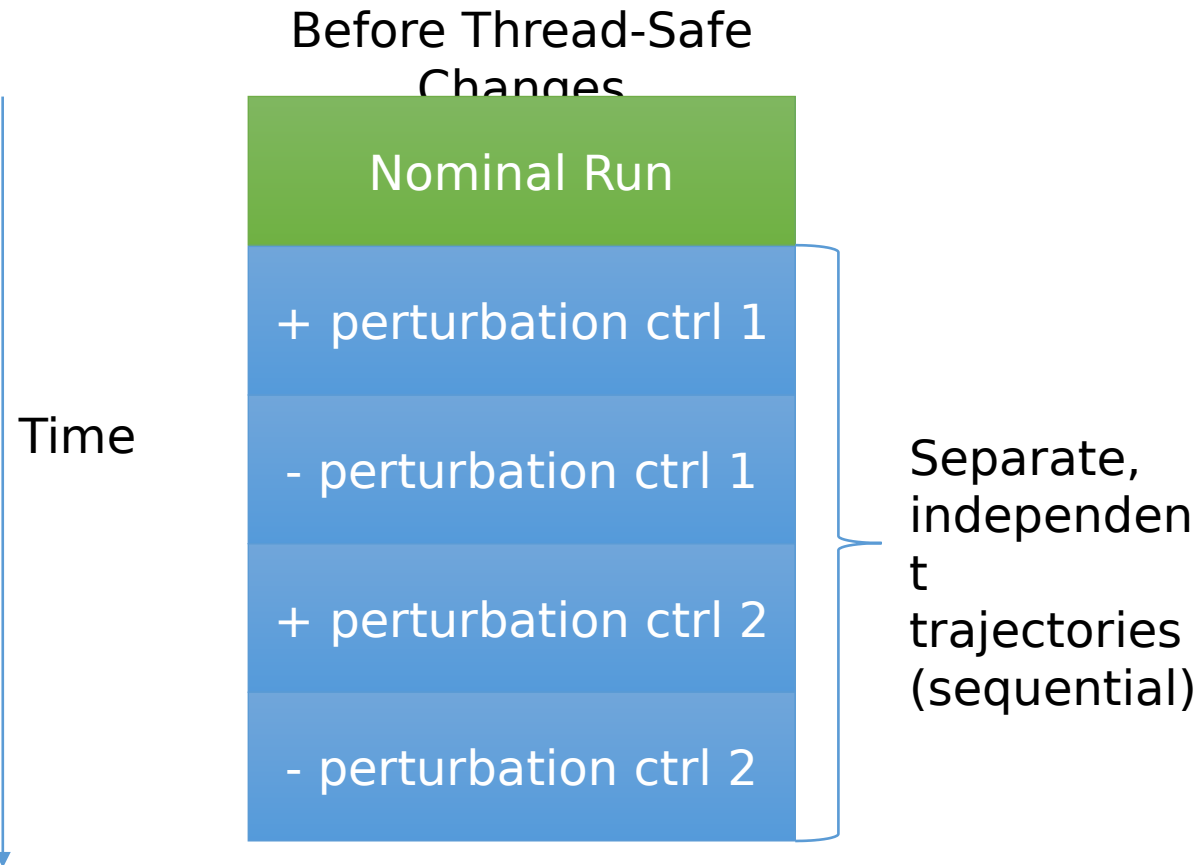 Before Thread-Safe
Changes
Nominal Run
+ perturbation ctrl 1
- perturbation ctrl 1
Time
+ perturbation ctrl 2
- perturbation ctrl 2
Separate,
independen
t
trajectories
(sequential)